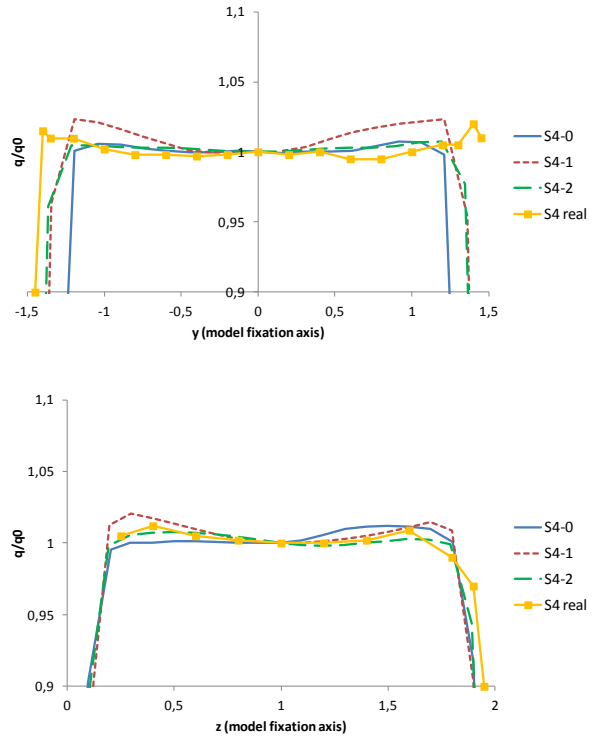 1,1
1,05
1
0,95
0,9
q/q0
-1,5 -1 -0,5 0 0,5 1 1,5
y (model fixation axis)
S4-0
S4-1
S4-2
S4 real
1,1
1,05
1
0,95
0,9
q/q0
0 0,5 1 1,5 2
z (model fixation axis)
S4-0
S4-1
S4-2
S4 real